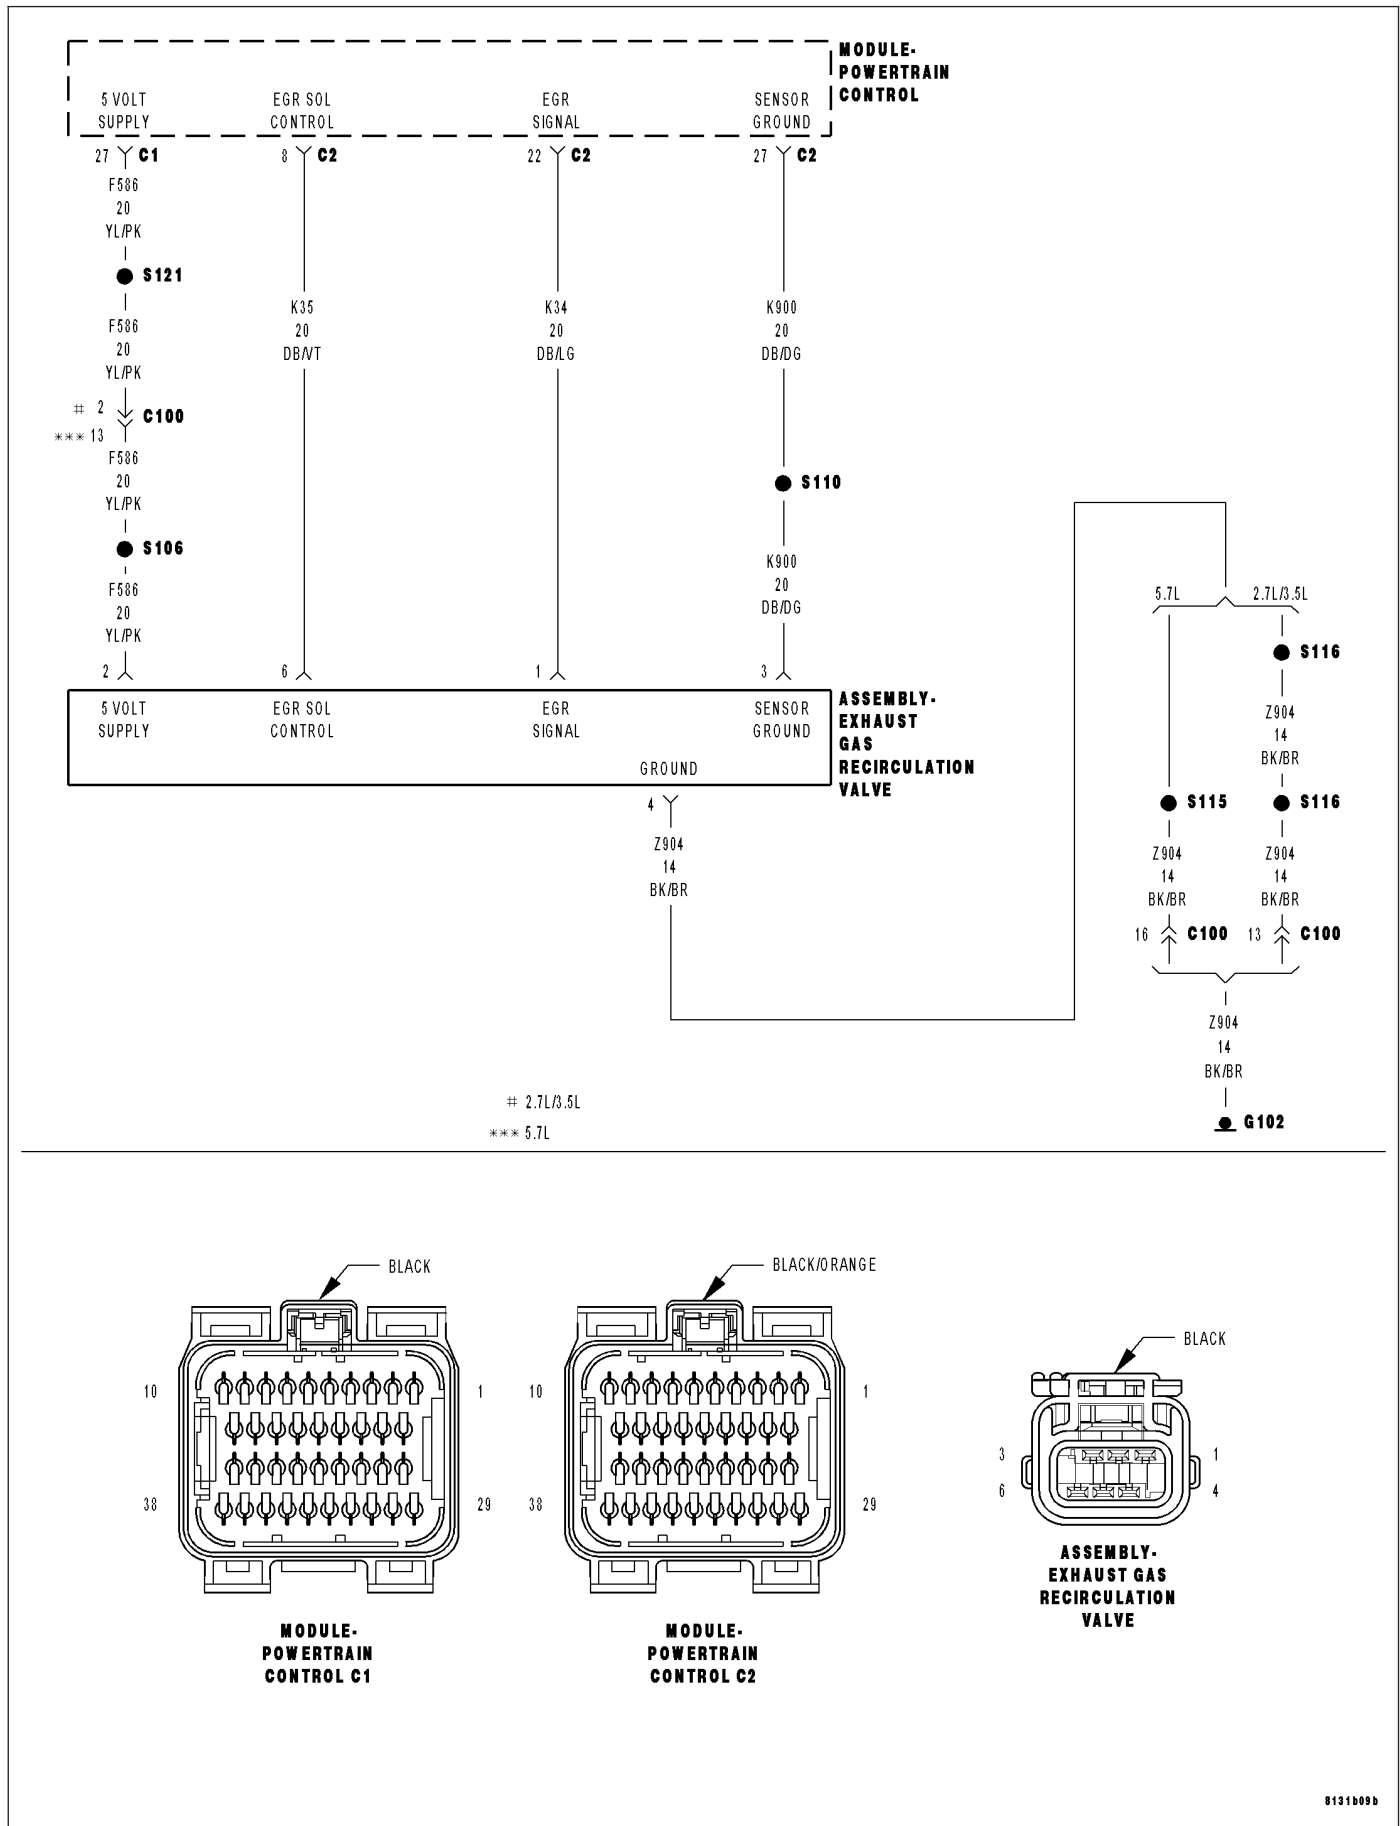 MODULE-
POWERTRAIN
CONTROL
5 VOLT
SUPPLY
EGR SOL
CONTROL
EGR
SIGNAL
SENSOR
GROUND
27 C1
8 C2
22 C2
27 C2
F586
20
YL/PK
S121
F586
20
YL/PK
K35
20
DB/VT
K34
20
DB/LG
K900
20
DB/DG
# 2
C100
*** 13
F586
20
YL/PK
S110
S106
K900
20
DB/DG
F586
20
YL/PK
5.7L
2.7L/3.5L
S116
2
6
1
3
5 VOLT
SUPPLY
EGR SOL
CONTROL
EGR
SIGNAL
SENSOR
GROUND
GROUND
ASSEMBLY-
EXHAUST
GAS
RECIRCULATION
VALVE
Z904
14
BK/BR
4
Z904
14
BK/BR
S115
S116
Z904
14
BK/BR
Z904
14
BK/BR
16 C100
13 C100
Z904
14
BK/BR
G102
# 2.7L/3.5L
*** 5.7L
BLACK
BLACK/ORANGE
BLACK
10
1
38
29
10
1
38
29
3
1
6
4
MODULE-
POWERTRAIN
CONTROL C1
MODULE-
POWERTRAIN
CONTROL C2
ASSEMBLY-
EXHAUST GAS
RECIRCULATION
VALVE
8131b09b